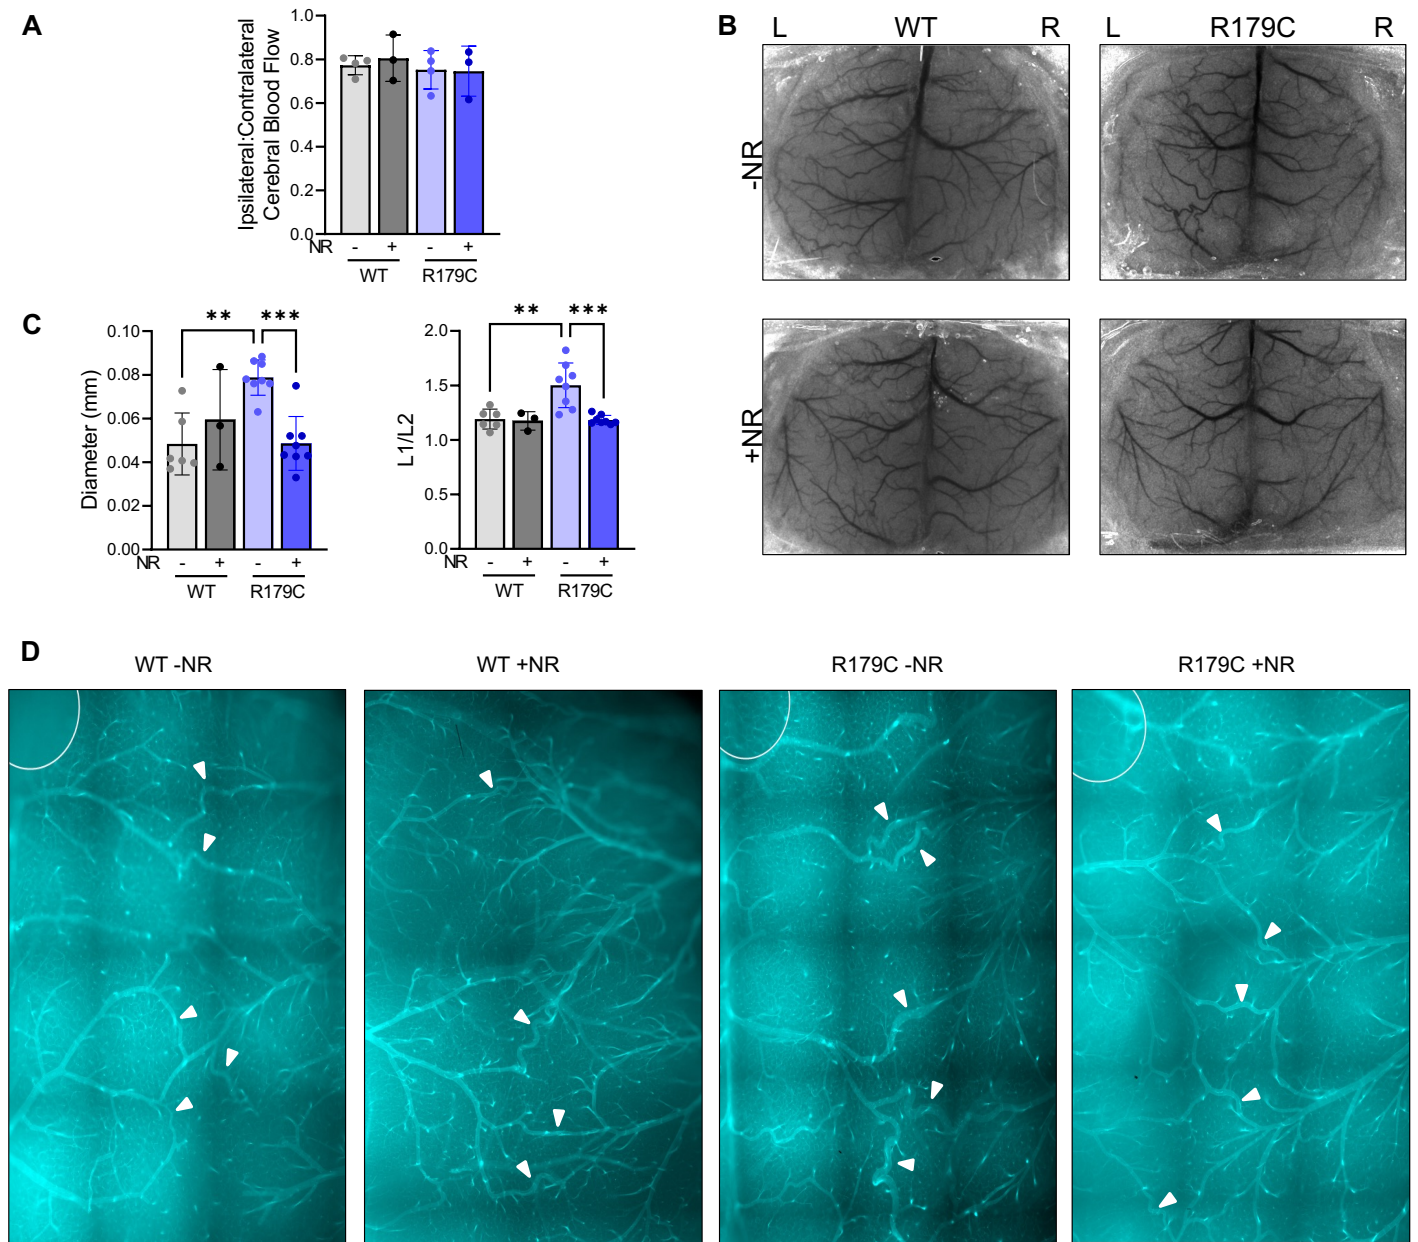 A
1.0
0.8
0.6
0.4
0.2
0.0
Ipsilateral:Contralateral
Cerebral Blood Flow
NR - + - +
WT R179C
B
L WT R
L R179C R
-NR
+NR
C
** ***
0.10
0.08
0.06
0.04
0.02
0.00
Diameter (mm)
NR - + - +
WT R179C
** ***
2.0
1.5
1.0
0.5
0.0
L1/L2
NR - + - +
WT R179C
D
WT -NR
WT +NR
R179C -NR
R179C +NR